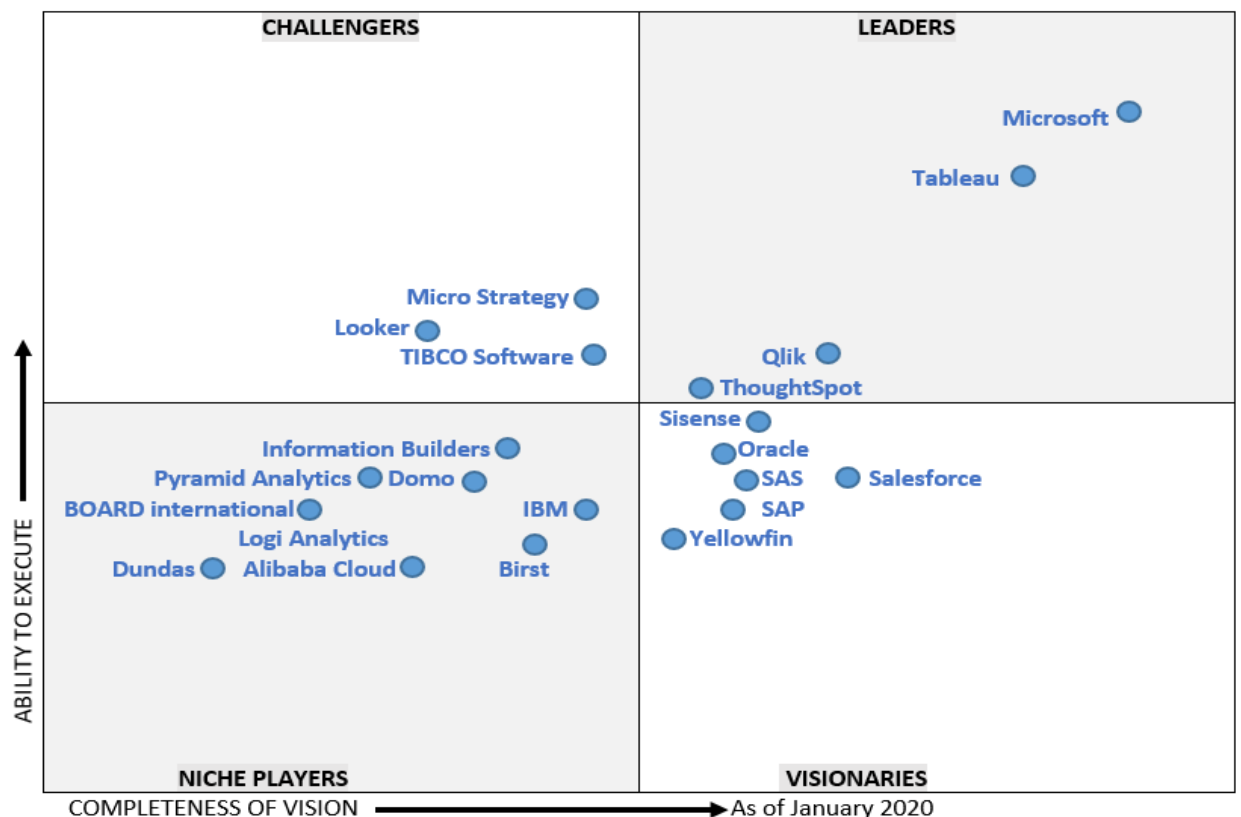 CHALLENGERS
LEADERS
Microsoft
Tableau
Micro Strategy
Looker
TIBCO Software
Qlik
ThoughtSpot
Sisense
Information Builders
Oracle
Pyramid Analytics
Domo
SAS
Salesforce
BOARD international
IBM
SAP
Logi Analytics
Yellowfin
Dundas
Alibaba Cloud
Birst
ABILITY TO EXECUTE
NICHE PLAYERS
VISIONARIES
COMPLETENESS OF VISION
As of January 2020